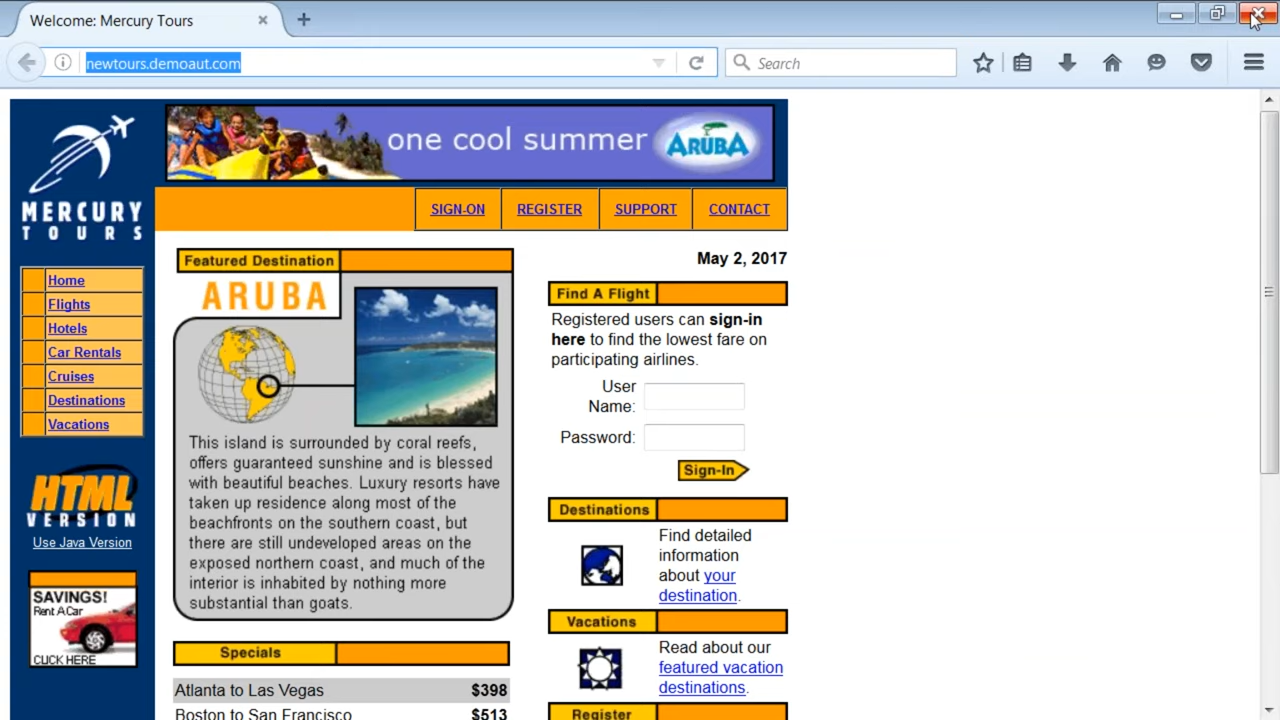 Welcome: Mercury Tours
newtours.demoaut.com
Search
one cool summer
ARUBA
MERCURY
TOURS
SIGN-ON
REGISTER
SUPPORT
CONTACT
Home
Flights
Hotels
Car Rentals
Cruises
Destinations
Vacations
HTML
VERSION
Use Java Version
SAVINGS!
Rent A Car
CLICK HERE
Featured Destination
ARUBA
This island is surrounded by coral reefs,
offers guaranteed sunshine and is blessed
with beautiful beaches. Luxury resorts have
taken up residence along most of the
beachfronts on the southern coast, but
there are still undeveloped areas on the
exposed northern coast, and much of the
interior is inhabited by nothing more
substantial than goats.
Specials
Atlanta to Las Vegas $398
Boston to San Francisco $513
May 2, 2017
Find A Flight
Registered users can sign-in
here to find the lowest fare on
participating airlines.
User
Name:
Password:
Sign-In
Destinations
Find detailed
information
about your
destination.
Vacations
Read about our
featured vacation
destinations.
Register